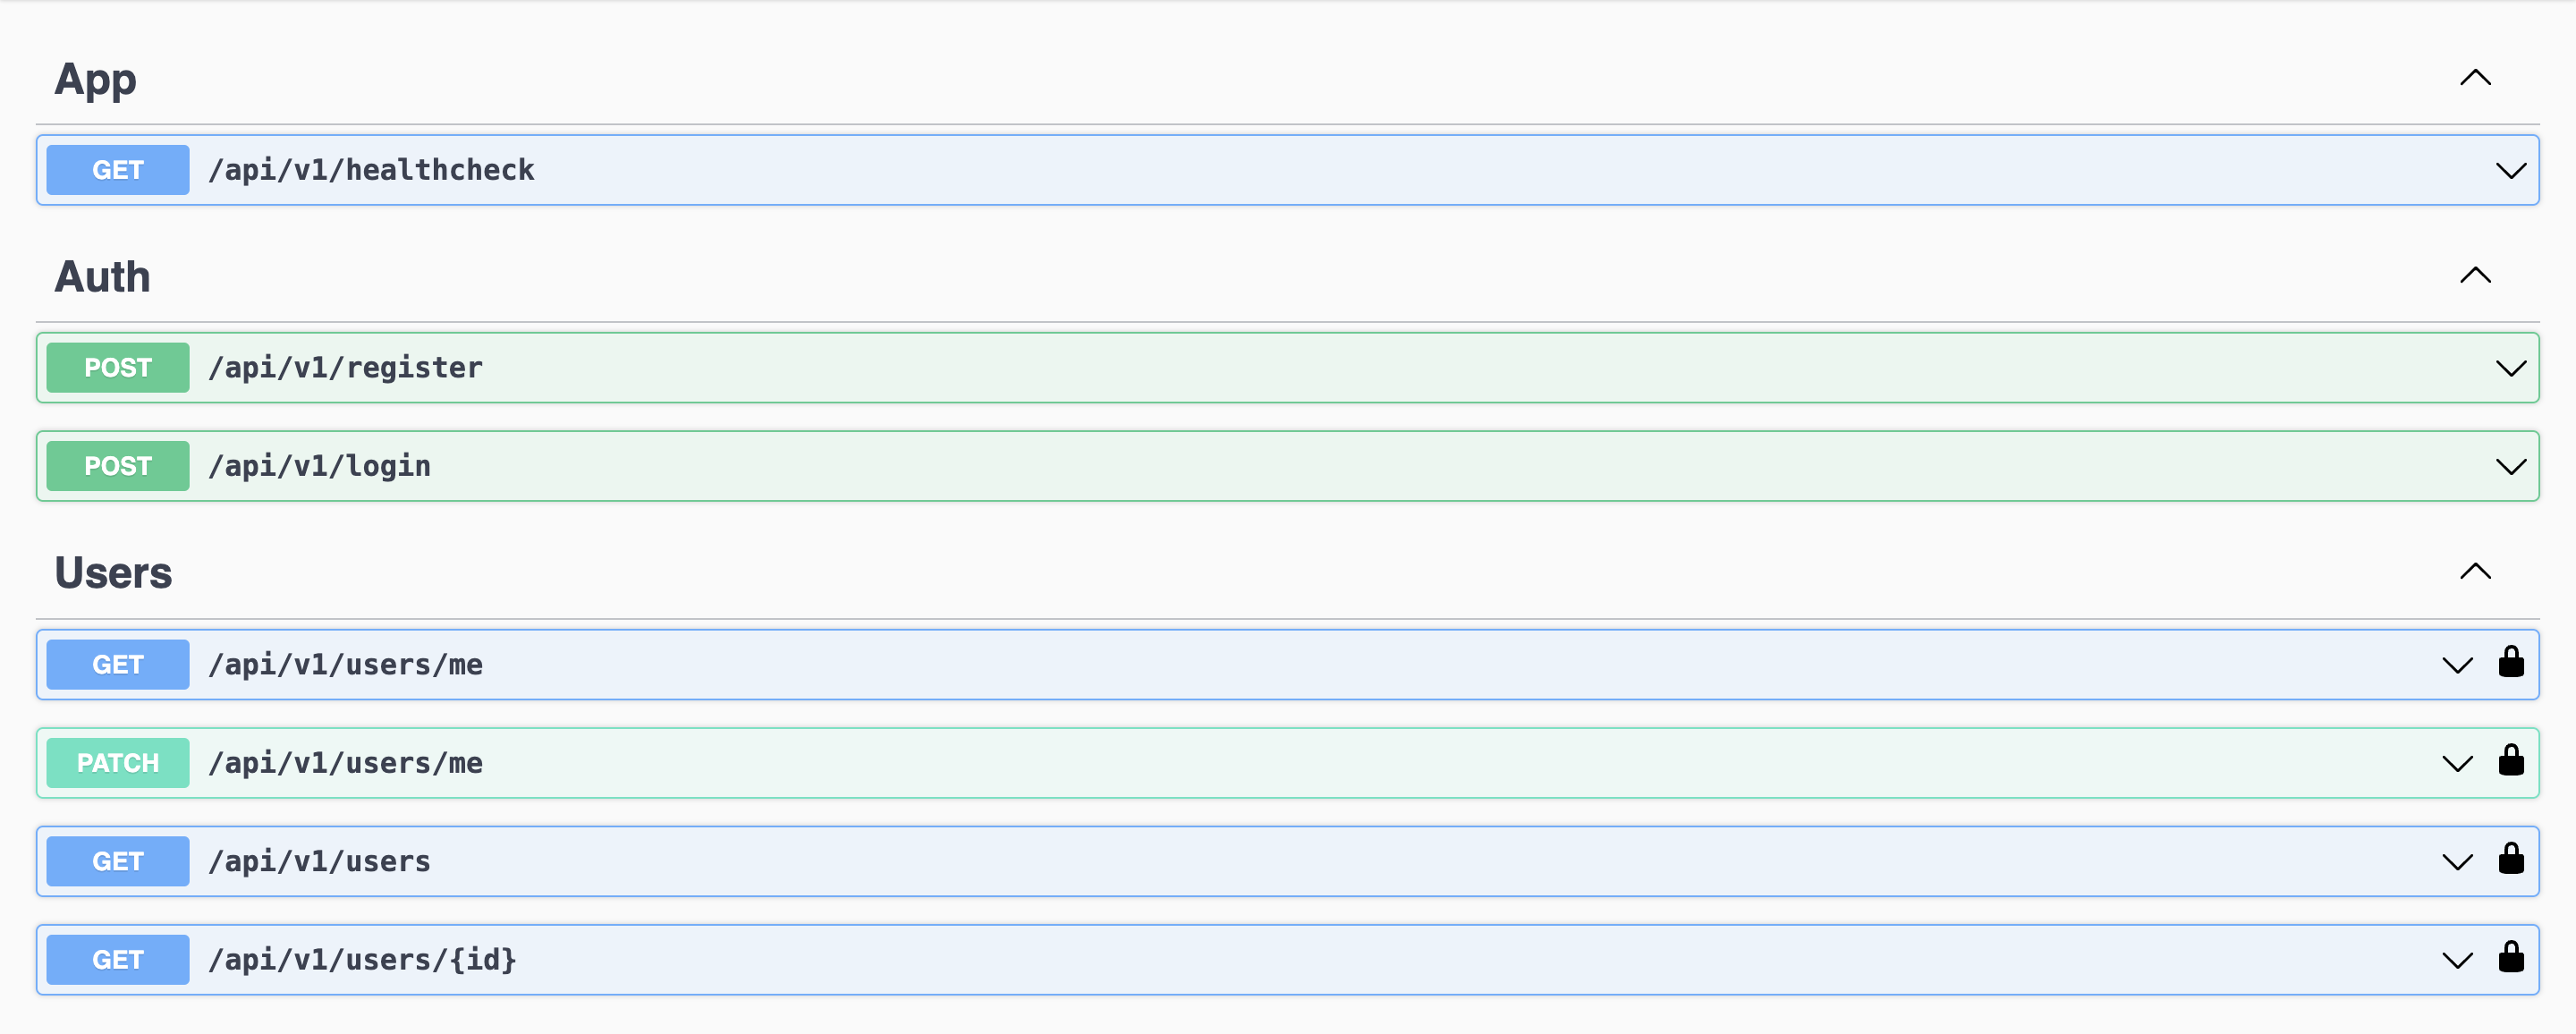 App
GET /api/v1/healthcheck
Auth
POST /api/v1/register
POST /api/v1/login
Users
GET /api/v1/users/me
PATCH /api/v1/users/me
GET /api/v1/users
GET /api/v1/users/{id}